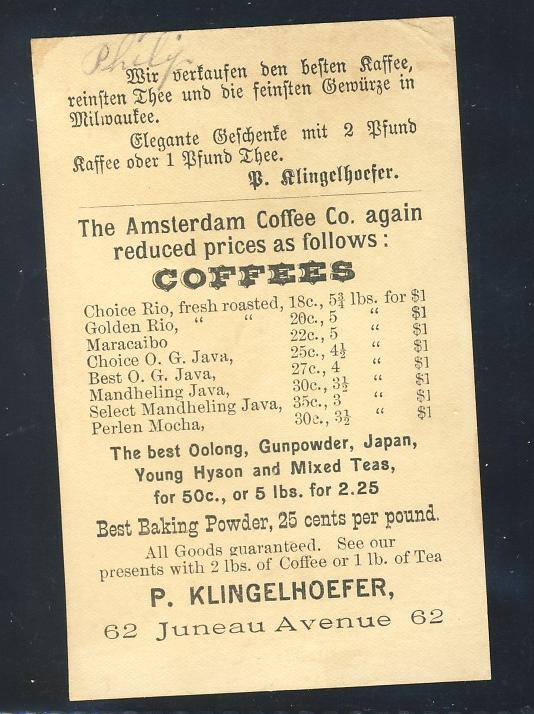 Philip
Wir verkaufen den besten Kaffee,
reinsten Thee und die feinsten Gewürze in
Milwaukee.
Elegante Geschenke mit 2 Pfund
Kaffee oder 1 Pfund Thee.
P. Klingelhoefer.
The Amsterdam Coffee Co. again
reduced prices as follows:
COFFEES
Choice Rio, fresh roasted, 18c., 5¾ lbs. for $1
Golden Rio, “ “ 20c., 5 “ $1
Maracaibo 22c., 5 “ $1
Choice O. G. Java, 25c., 4½ “ $1
Best O. G. Java, 27c., 4 “ $1
Mandheling Java, 30c., 3½ “ $1
Select Mandheling Java, 35c., 3 “ $1
Perlen Mocha, 30c., 3½ “ $1
The best Oolong, Gunpowder, Japan,
Young Hyson and Mixed Teas,
for 50c., or 5 lbs. for 2.25
Best Baking Powder, 25 cents per pound.
All Goods guaranteed. See our
presents with 2 lbs. of Coffee or 1 lb. of Tea
P. KLINGELHOEFER,
62 Juneau Avenue 62